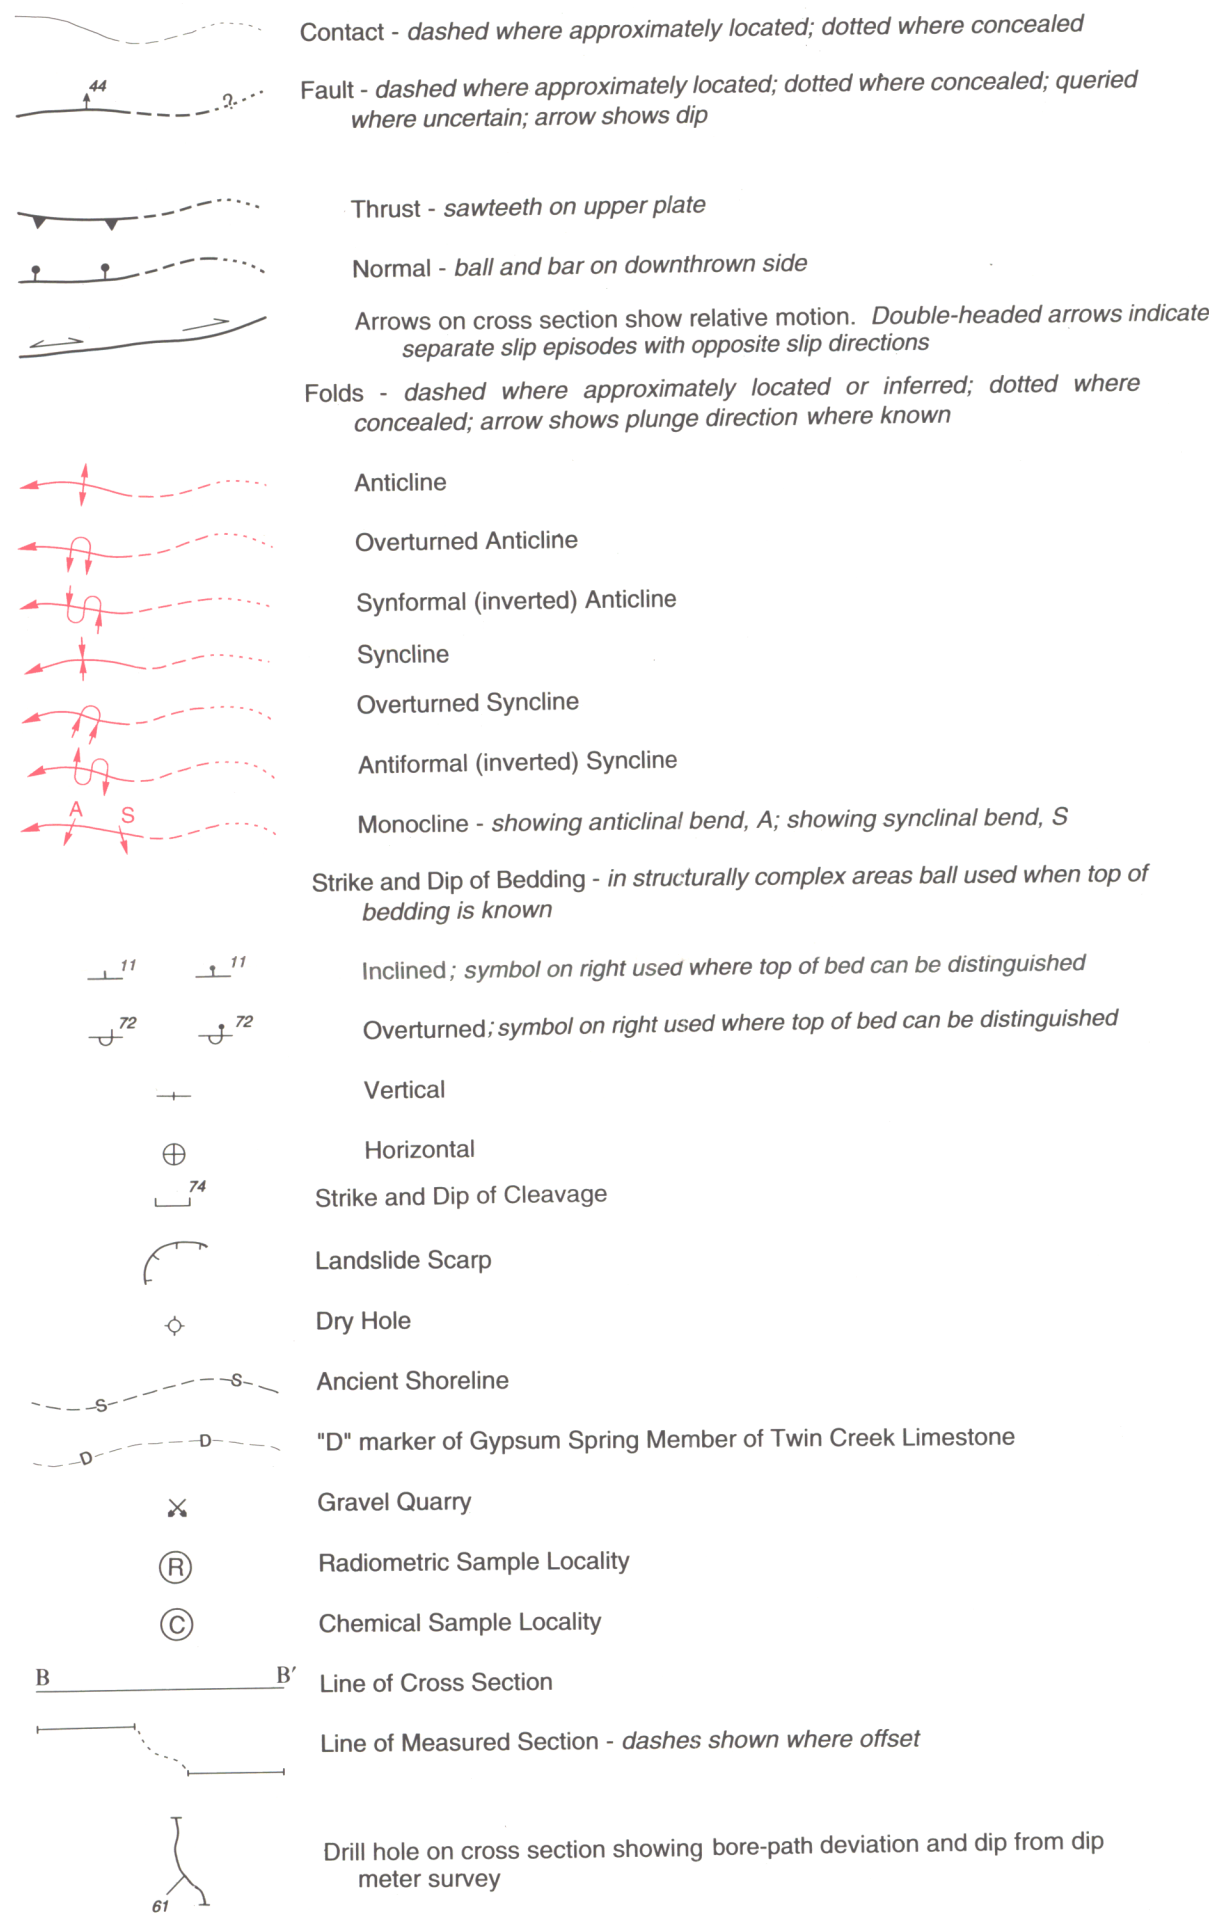 Contact - dashed where approximately located; dotted where concealed
44
?
Fault - dashed where approximately located; dotted where concealed; queried
where uncertain; arrow shows dip
Thrust - sawteeth on upper plate
Normal - ball and bar on downthrown side
Arrows on cross section show relative motion. Double-headed arrows indicate
separate slip episodes with opposite slip directions
Folds - dashed where approximately located or inferred; dotted where
concealed; arrow shows plunge direction where known
Anticline
Overturned Anticline
Synformal (inverted) Anticline
Syncline
Overturned Syncline
Antiformal (inverted) Syncline
A S
Monocline - showing anticlinal bend, A; showing synclinal bend, S
Strike and Dip of Bedding - in structurally complex areas ball used when top of
bedding is known
11 11 Inclined; symbol on right used where top of bed can be distinguished
72 72 Overturned; symbol on right used where top of bed can be distinguished
Vertical
Horizontal
74 Strike and Dip of Cleavage
Landslide Scarp
Dry Hole
S S Ancient Shoreline
D D "D" marker of Gypsum Spring Member of Twin Creek Limestone
Gravel Quarry
R Radiometric Sample Locality
C Chemical Sample Locality
B B′ Line of Cross Section
Line of Measured Section - dashes shown where offset
Drill hole on cross section showing bore-path deviation and dip from dip
meter survey
61